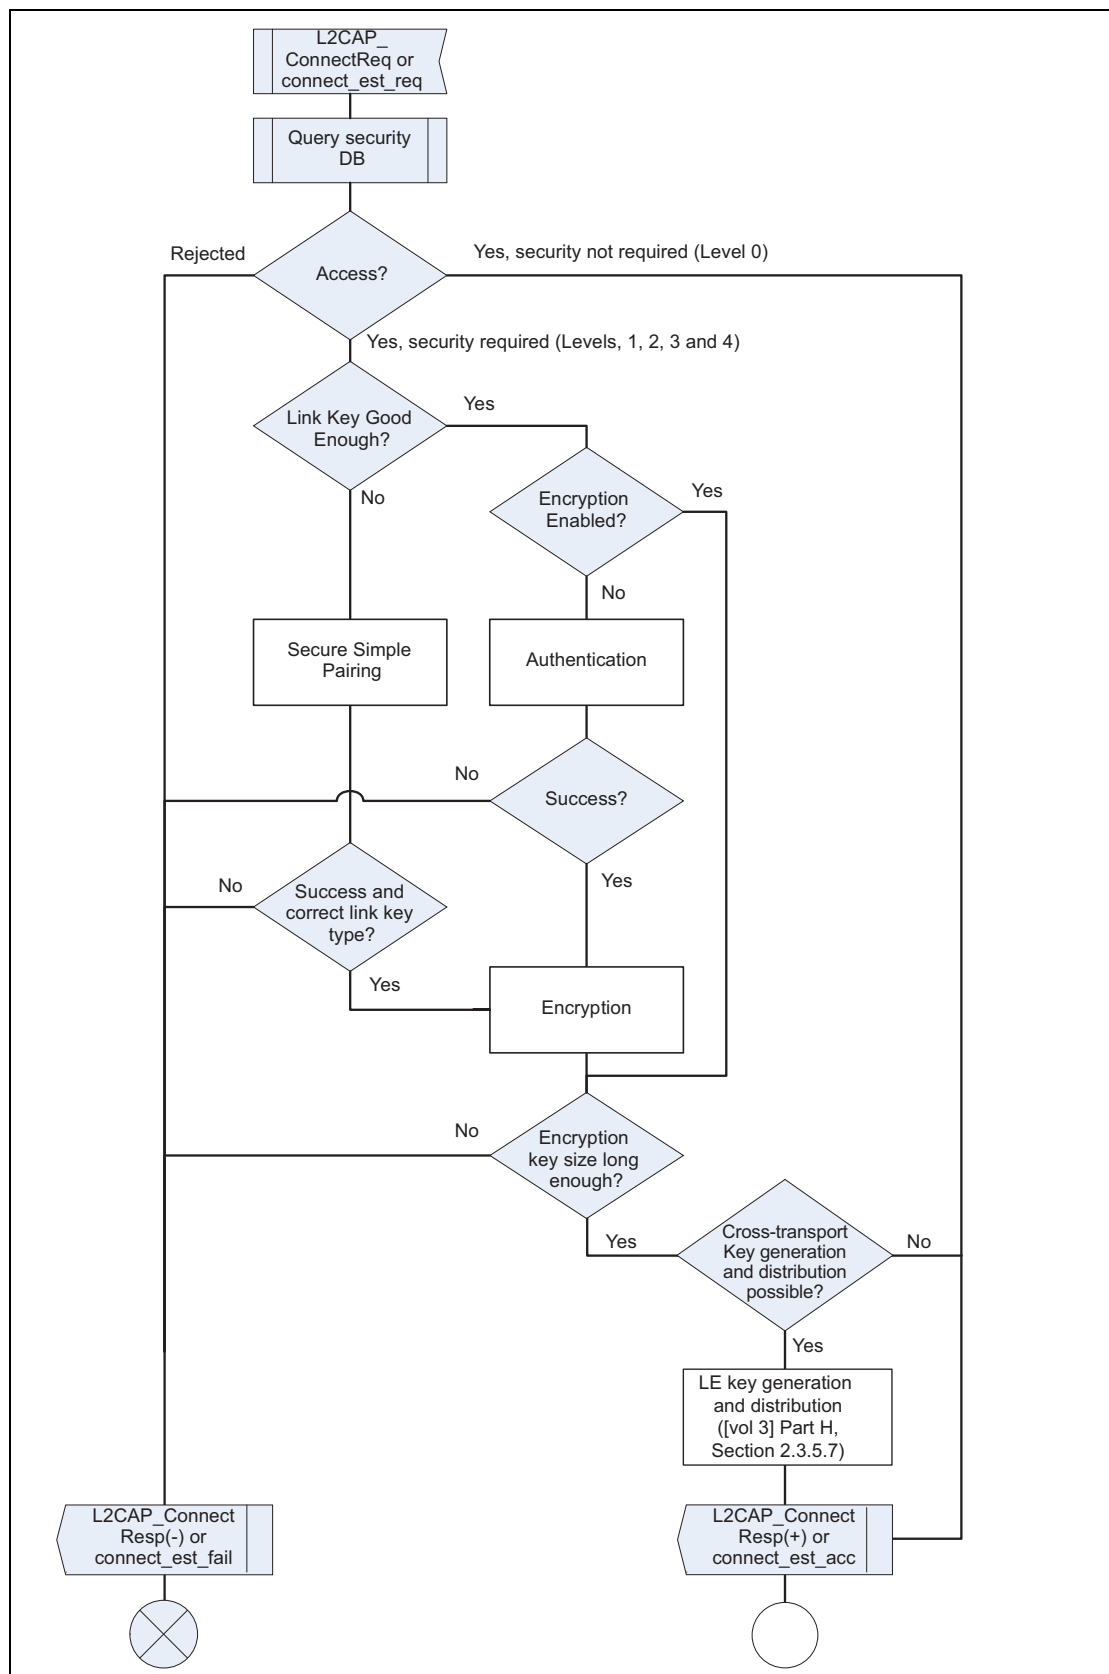 L2CAP_
ConnectReq or
connect_est_req
Query security
DB
Rejected
Access?
Yes, security not required (Level 0)
Yes, security required (Levels, 1, 2, 3 and 4)
Link Key Good
Enough?
Yes
No
Encryption
Enabled?
Yes
No
Secure Simple
Pairing
Authentication
No
Success?
Yes
No
Success and
correct link key
type?
Yes
Encryption
No
Encryption
key size long
enough?
Yes
Cross-transport
Key generation
and distribution
possible?
No
Yes
LE key generation
and distribution
([vol 3] Part H,
Section 2.3.5.7)
L2CAP_Connect
Resp(-) or
connect_est_fail
L2CAP_Connect
Resp(+) or
connect_est_acc